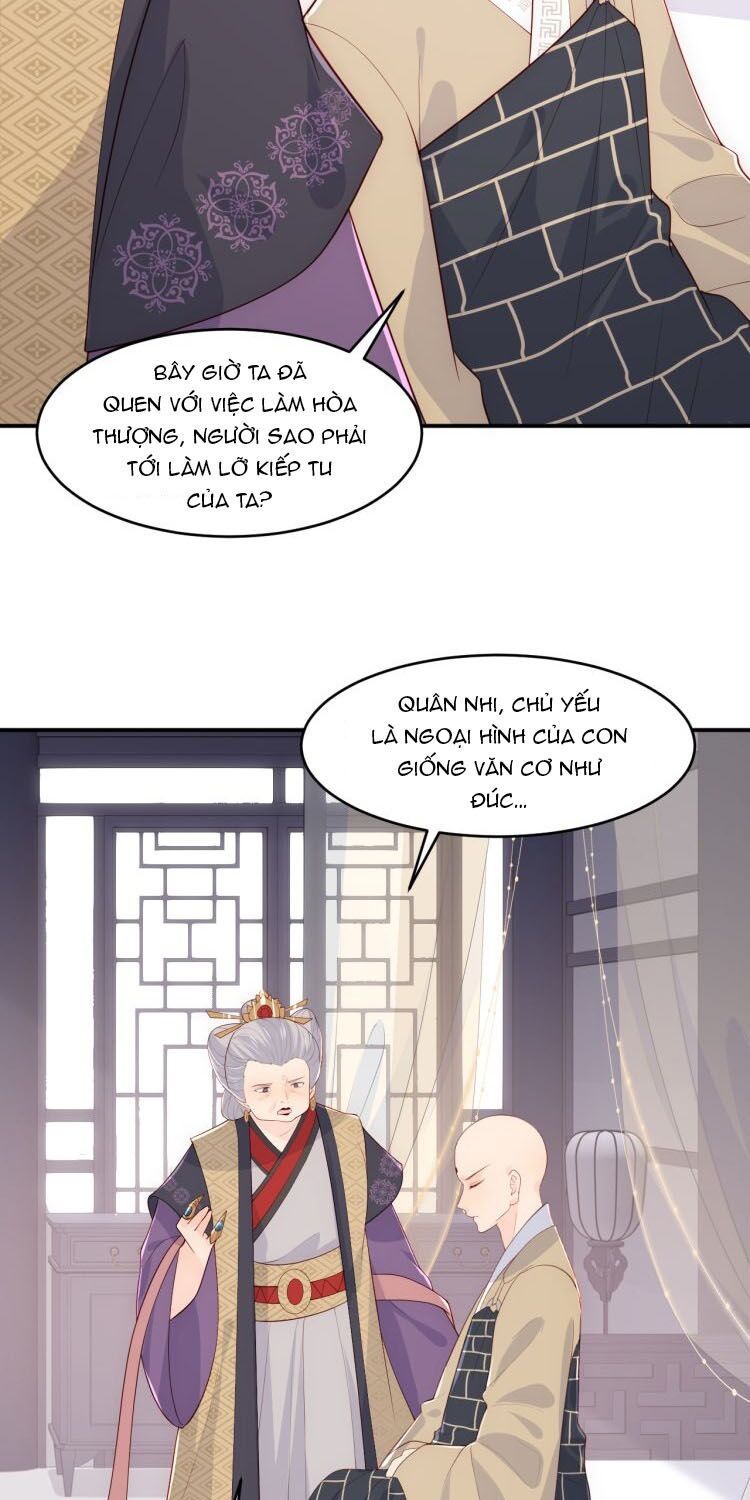 BÂY GIỜ TA ĐÃ
QUEN VỚI VIỆC LÀM HÒA
THƯỢNG, NGƯỜI SAO PHẢI
TỚI LÀM LỠ KIẾP TU
CỦA TA?
QUÂN NHI, CHỦ YẾU
LÀ NGOẠI HÌNH CỦA CON
GIỐNG VĂN CƠ NHƯ
ĐÚC...